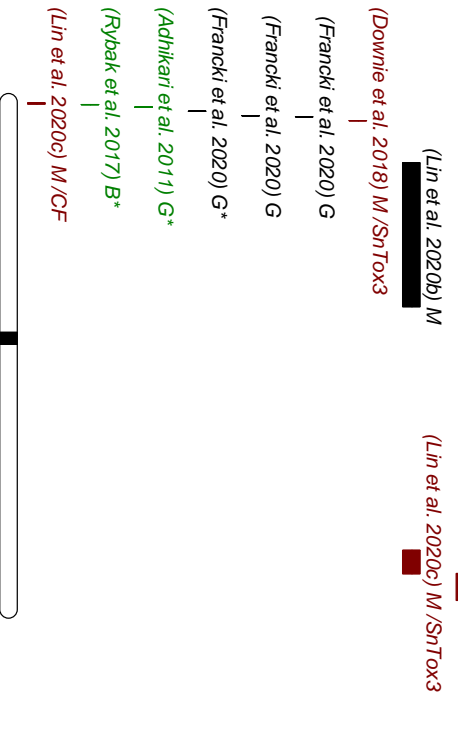 (Lin et al. 2020b) M
(Lin et al. 2020c) M /SnTox3
(Downie et al. 2018) M /SnTox3
(Francki et al. 2020) G
(Francki et al. 2020) G
(Francki et al. 2020) G*
(Adhikari et al. 2011) G*
(Rybak et al. 2017) B*
(Lin et al. 2020c) M /CF